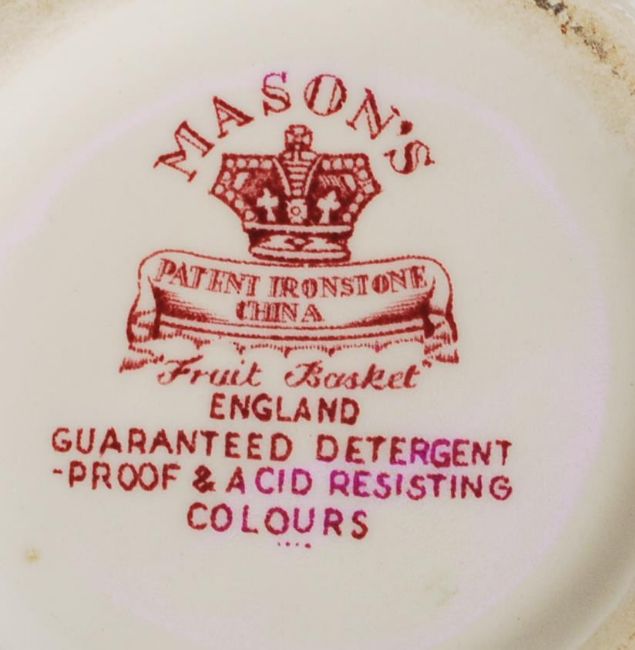 MASON'S
PATENT IRONSTONE
CHINA
"Fruit Basket"
ENGLAND
GUARANTEED DETERGENT
-PROOF & ACID RESISTING
COLOURS